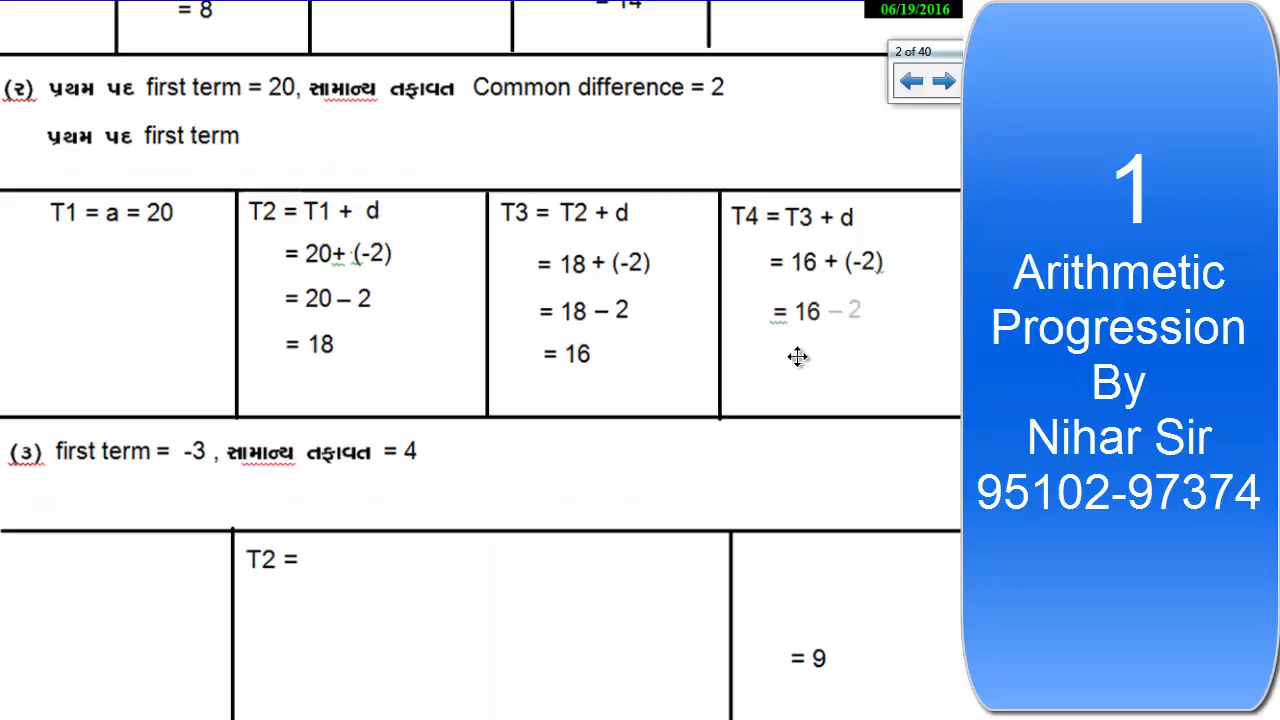 = 8
= 14
06/19/2016
2 of 40
(૨) પ્રથમ પદ first term = 20, સામાન્ય તફાવત Common difference = 2
પ્રથમ પદ first term
T1 = a = 20
T2 = T1 + d
= 20+ (-2)
= 20 – 2
= 18
T3 = T2 + d
= 18 + (-2)
= 18 – 2
= 16
T4 = T3 + d
= 16 + (-2)
= 16 – 2
(૩) first term = -3 , સામાન્ય તફાવત = 4
T2 =
= 9
1
Arithmetic
Progression
By
Nihar Sir
95102-97374